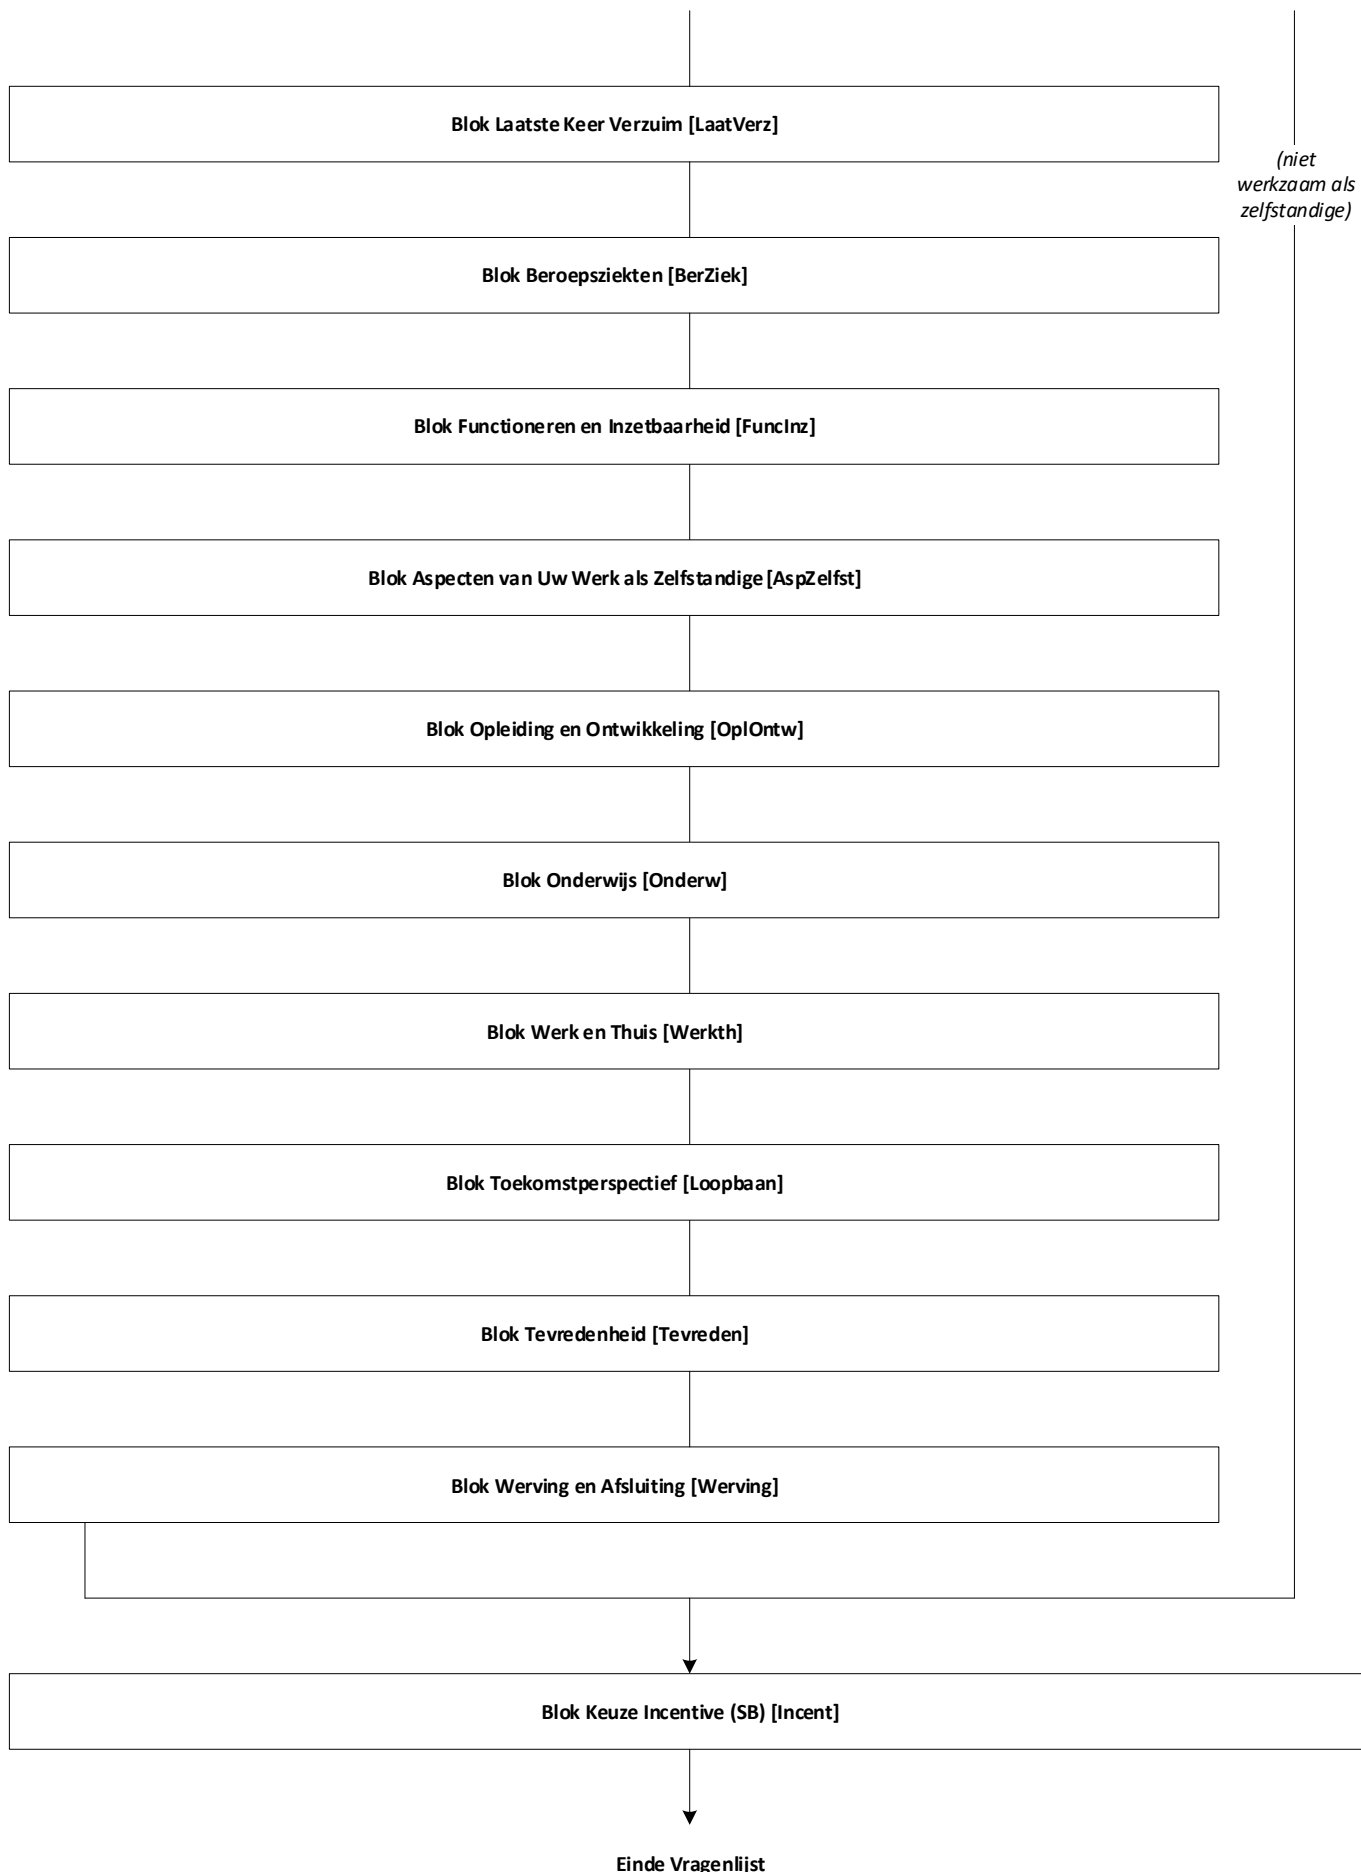 Blok Laatste Keer Verzuim [LaatVerz]
(niet
werkzaam als
zelfstandige)
Blok Beroepsziekten [BerZiek]
Blok Functioneren en Inzetbaarheid [FuncInz]
Blok Aspecten van Uw Werk als Zelfstandige [AspZelfst]
Blok Opleiding en Ontwikkeling [OplOntw]
Blok Onderwijs [Onderw]
Blok Werk en Thuis [Werkth]
Blok Toekomstperspectief [Loopbaan]
Blok Tevredenheid [Tevreden]
Blok Werving en Afsluiting [Werving]
Blok Keuze Incentive (SB) [Incent]
Einde Vragenlijst